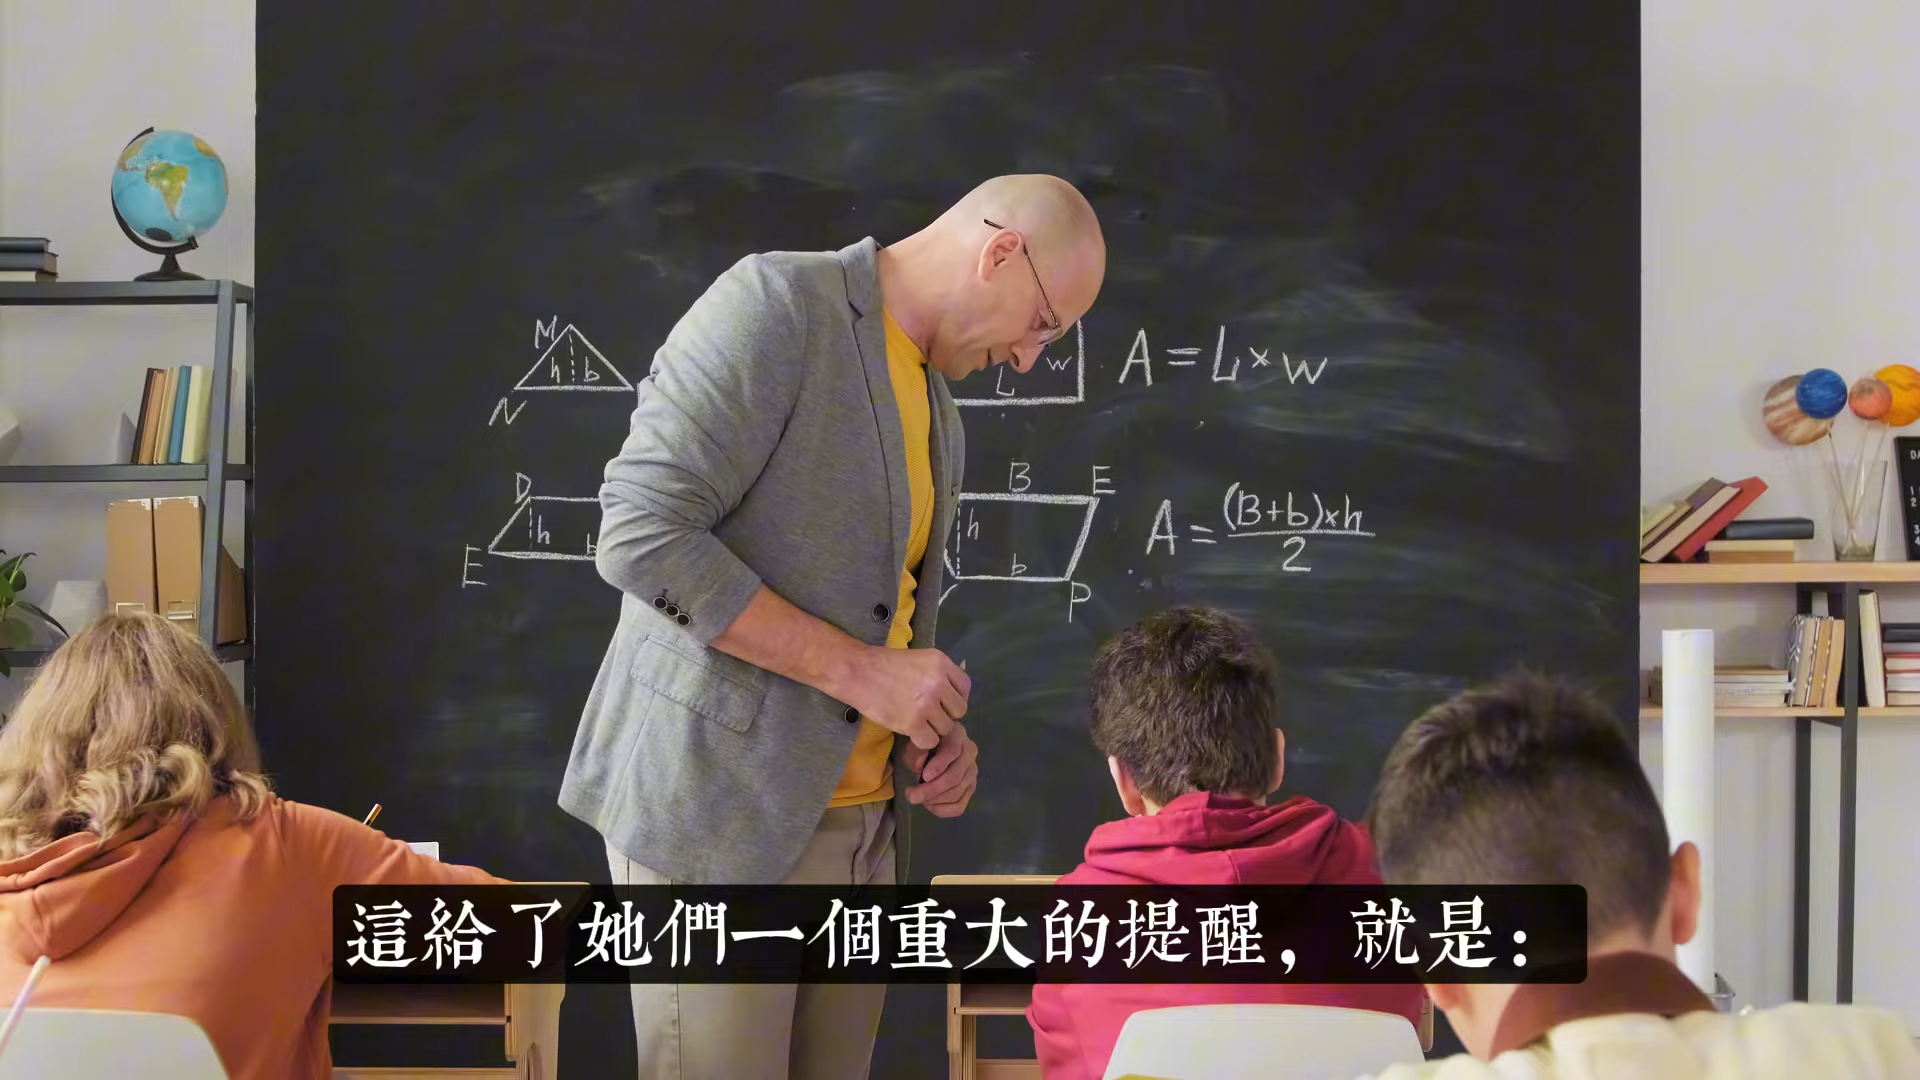 M
h b
N
w
L
A = L × w
D
h
b
E
B E
h
b
P
A = (B+b)×h / 2
這給了她們一個重大的提醒，就是：